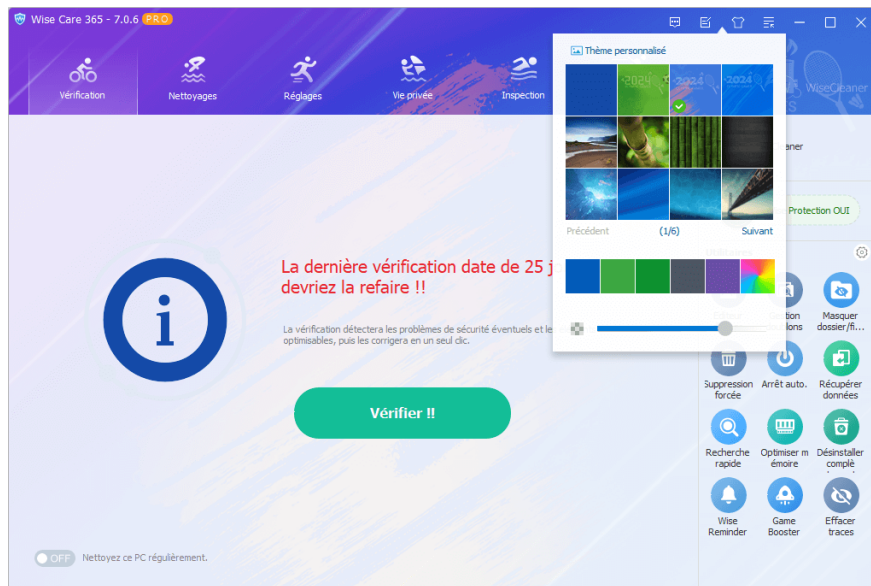 Wise Care 365 - 7.0.6 PRO
Vérification
Nettoyages
Réglages
Vie privée
Inspection
WiseCleaner
Thème personnalisé
-2024
-2024
-2024
Précédent (1/6) Suivant
Protection OUI
La dernière vérification date de 25 j
devriez la refaire !!
La vérification détectera les problèmes de sécurité éventuels et le
optimisables, puis les corrigera en un seul clic.
Vérifier !!
Masquer
dossier/fi...
Suppression
forcée
Arrêt auto.
Récupérer
données
Recherche
rapide
Optimiser m
émoire
Désinstaller
complè
Wise
Reminder
Game
Booster
Effacer
traces
OFF Nettoyez ce PC régulièrement.